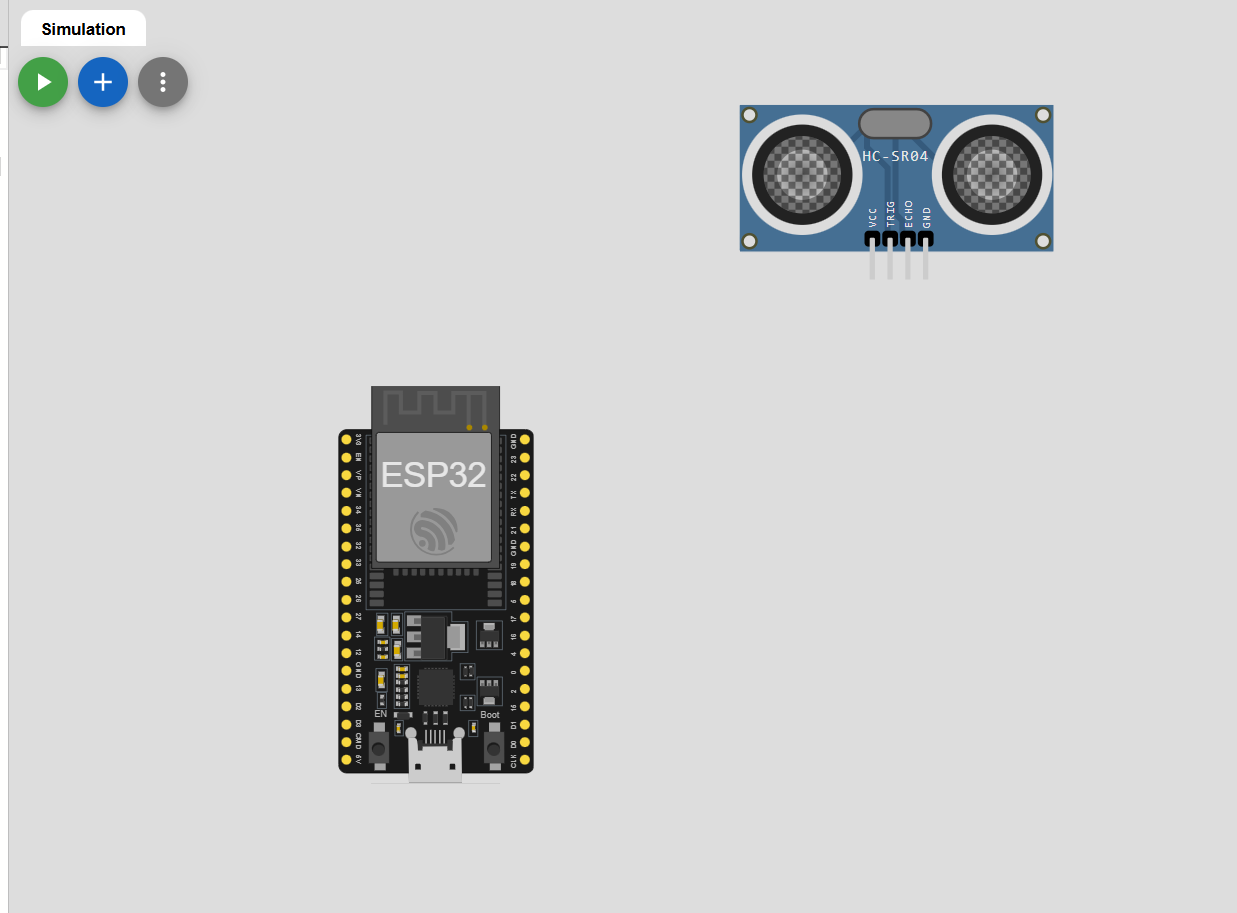 Simulation
HC-SR04
VCC
TRIG
ECHO
GND
ESP32
3V3
EN
VP
VN
34
35
32
33
25
26
27
14
12
GND
13
D2
D3
CMD
5V
GND
23
22
TX
RX
21
GND
19
18
5
17
16
4
0
2
15
D1
D0
CLK
EN
Boot